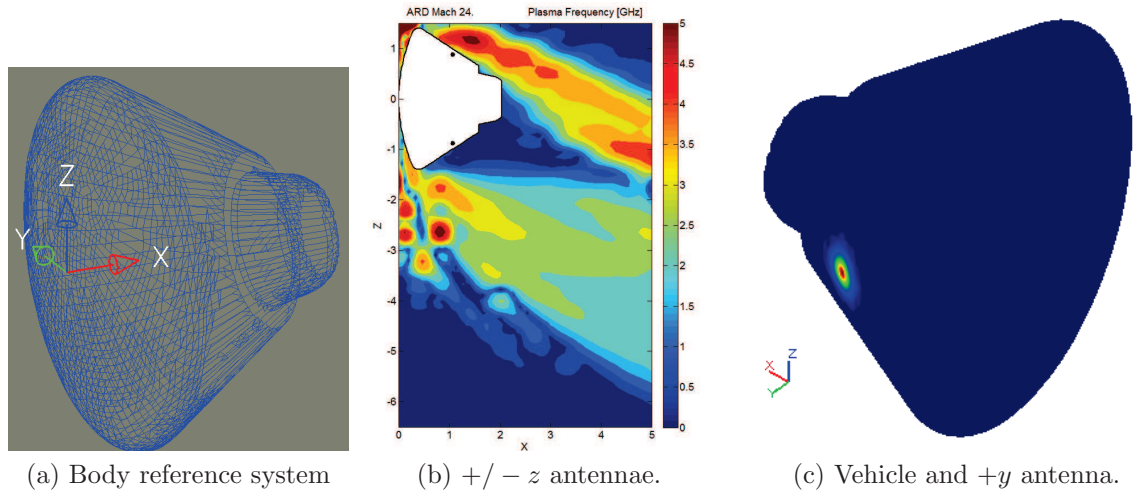 Z
Y
X
(a) Body reference system
ARD Mach 24. Plasma Frequency [GHz]
1
0
-1
-2
-3
-4
-5
-6
Z
0 1 2 3 4 5
X
5
4.5
4
3.5
3
2.5
2
1.5
1
0.5
0
(b) +/ − z antennae.
X
Z
Y
(c) Vehicle and +y antenna.